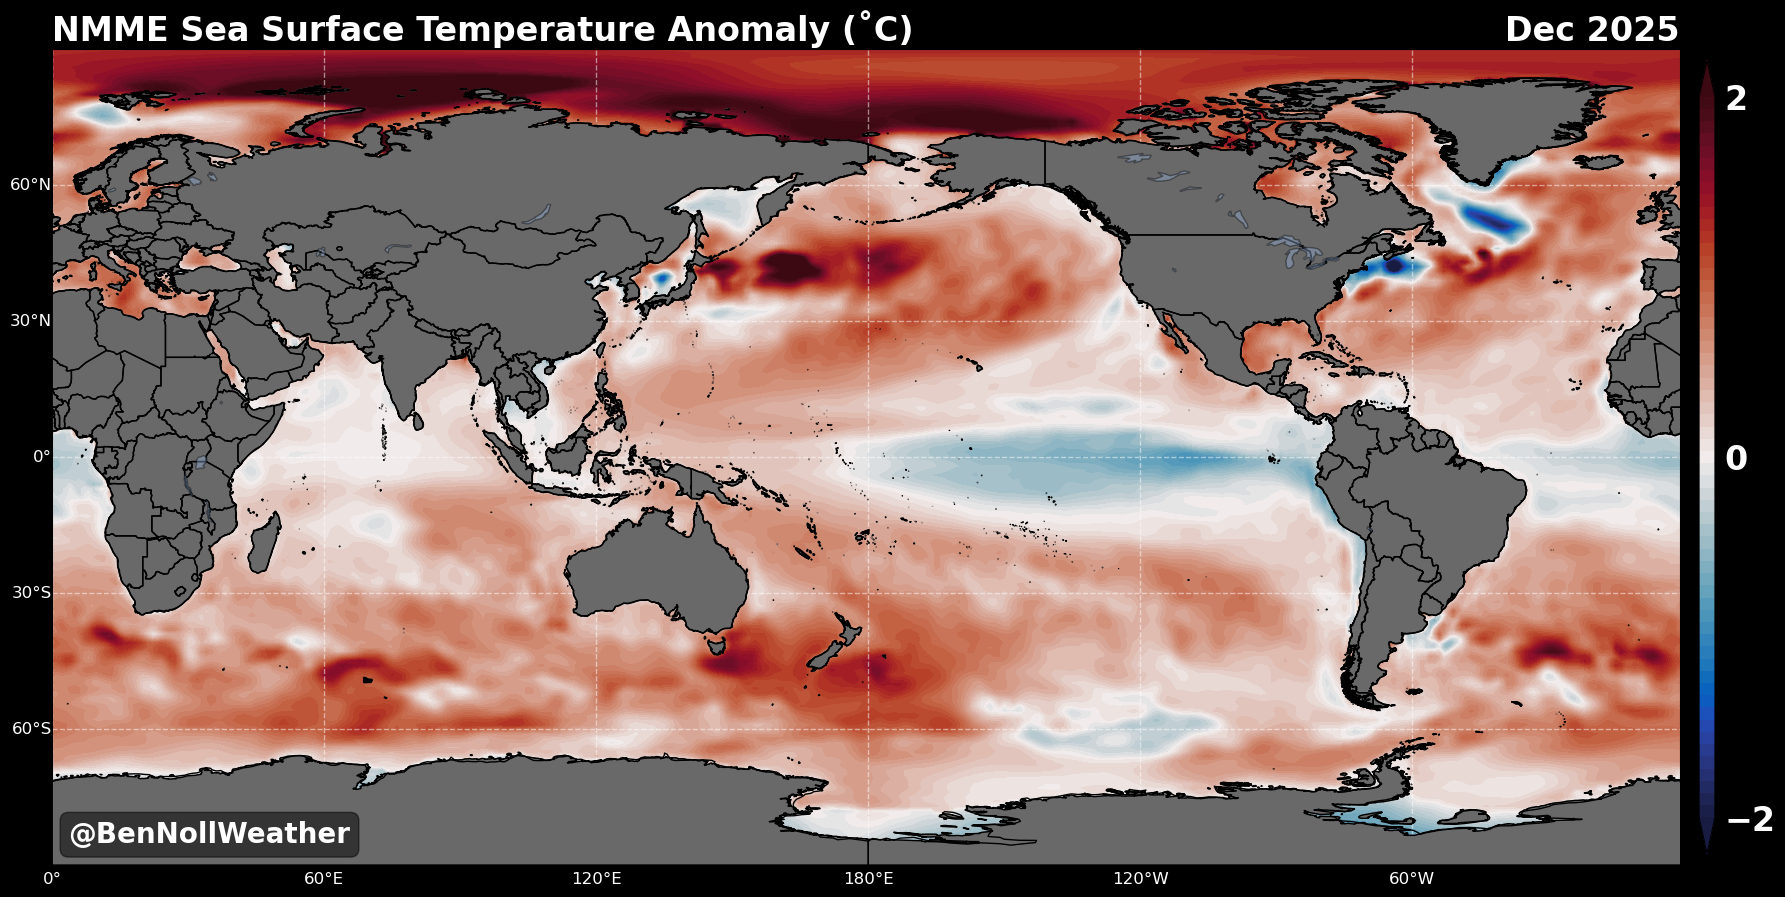 NMME Sea Surface Temperature Anomaly (˚C)
Dec 2025
2
0
−2
60°N
30°N
0°
30°S
60°S
@BenNollWeather
0°
60°E
120°E
180°E
120°W
60°W